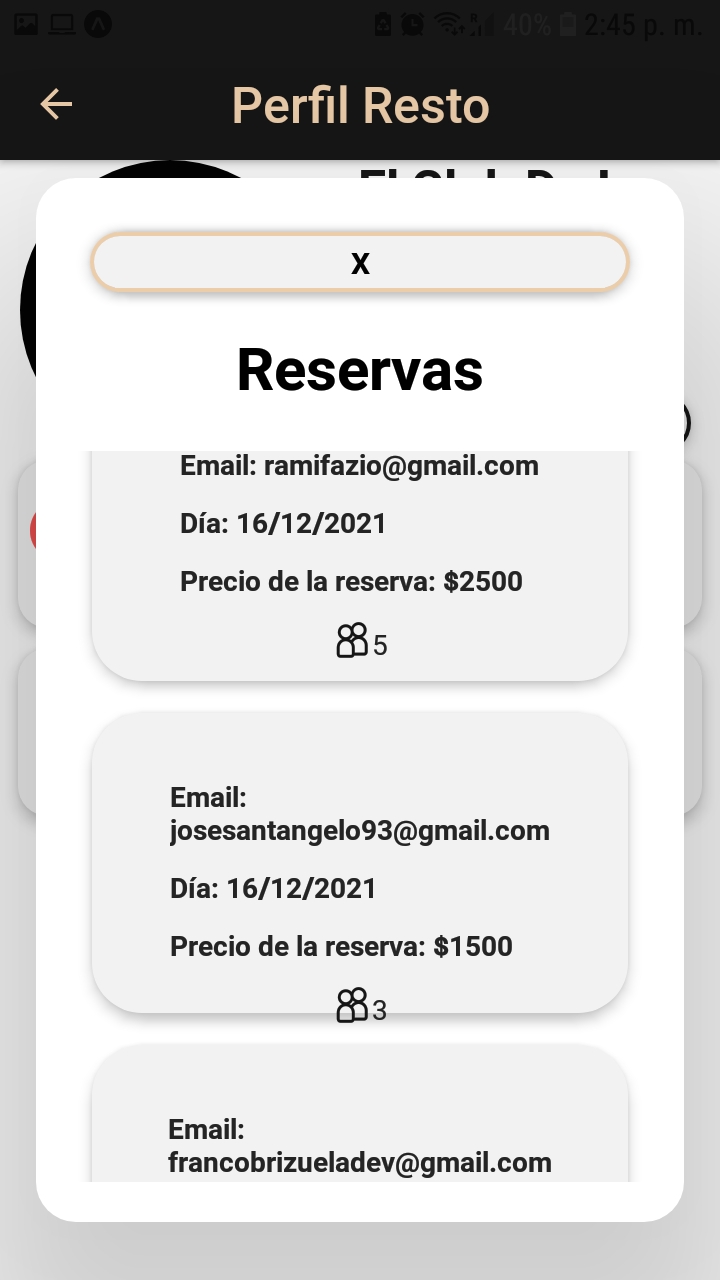 40% 2:45 p. m.
Perfil Resto
x
Reservas
Email: ramifazio@gmail.com
Día: 16/12/2021
Precio de la reserva: $2500
5
Email:
josesantangelo93@gmail.com
Día: 16/12/2021
Precio de la reserva: $1500
3
Email:
francobrizueladev@gmail.com